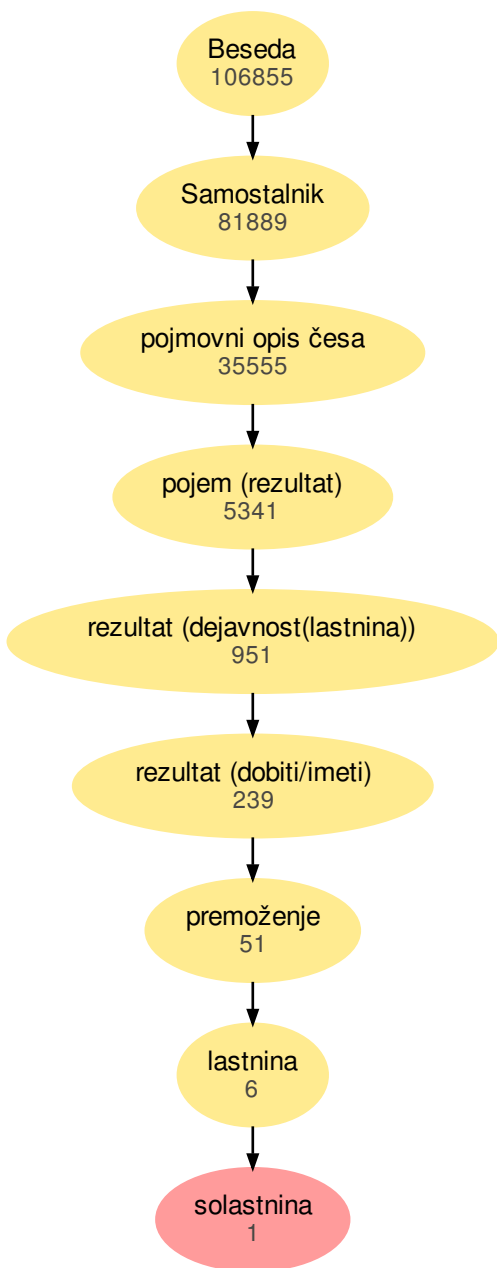 Beseda
106855
Samostalnik
81889
pojmovni opis česa
35555
pojem (rezultat)
5341
rezultat (dejavnost(lastnina))
951
rezultat (dobiti/imeti)
239
premoženje
51
lastnina
6
solastnina
1